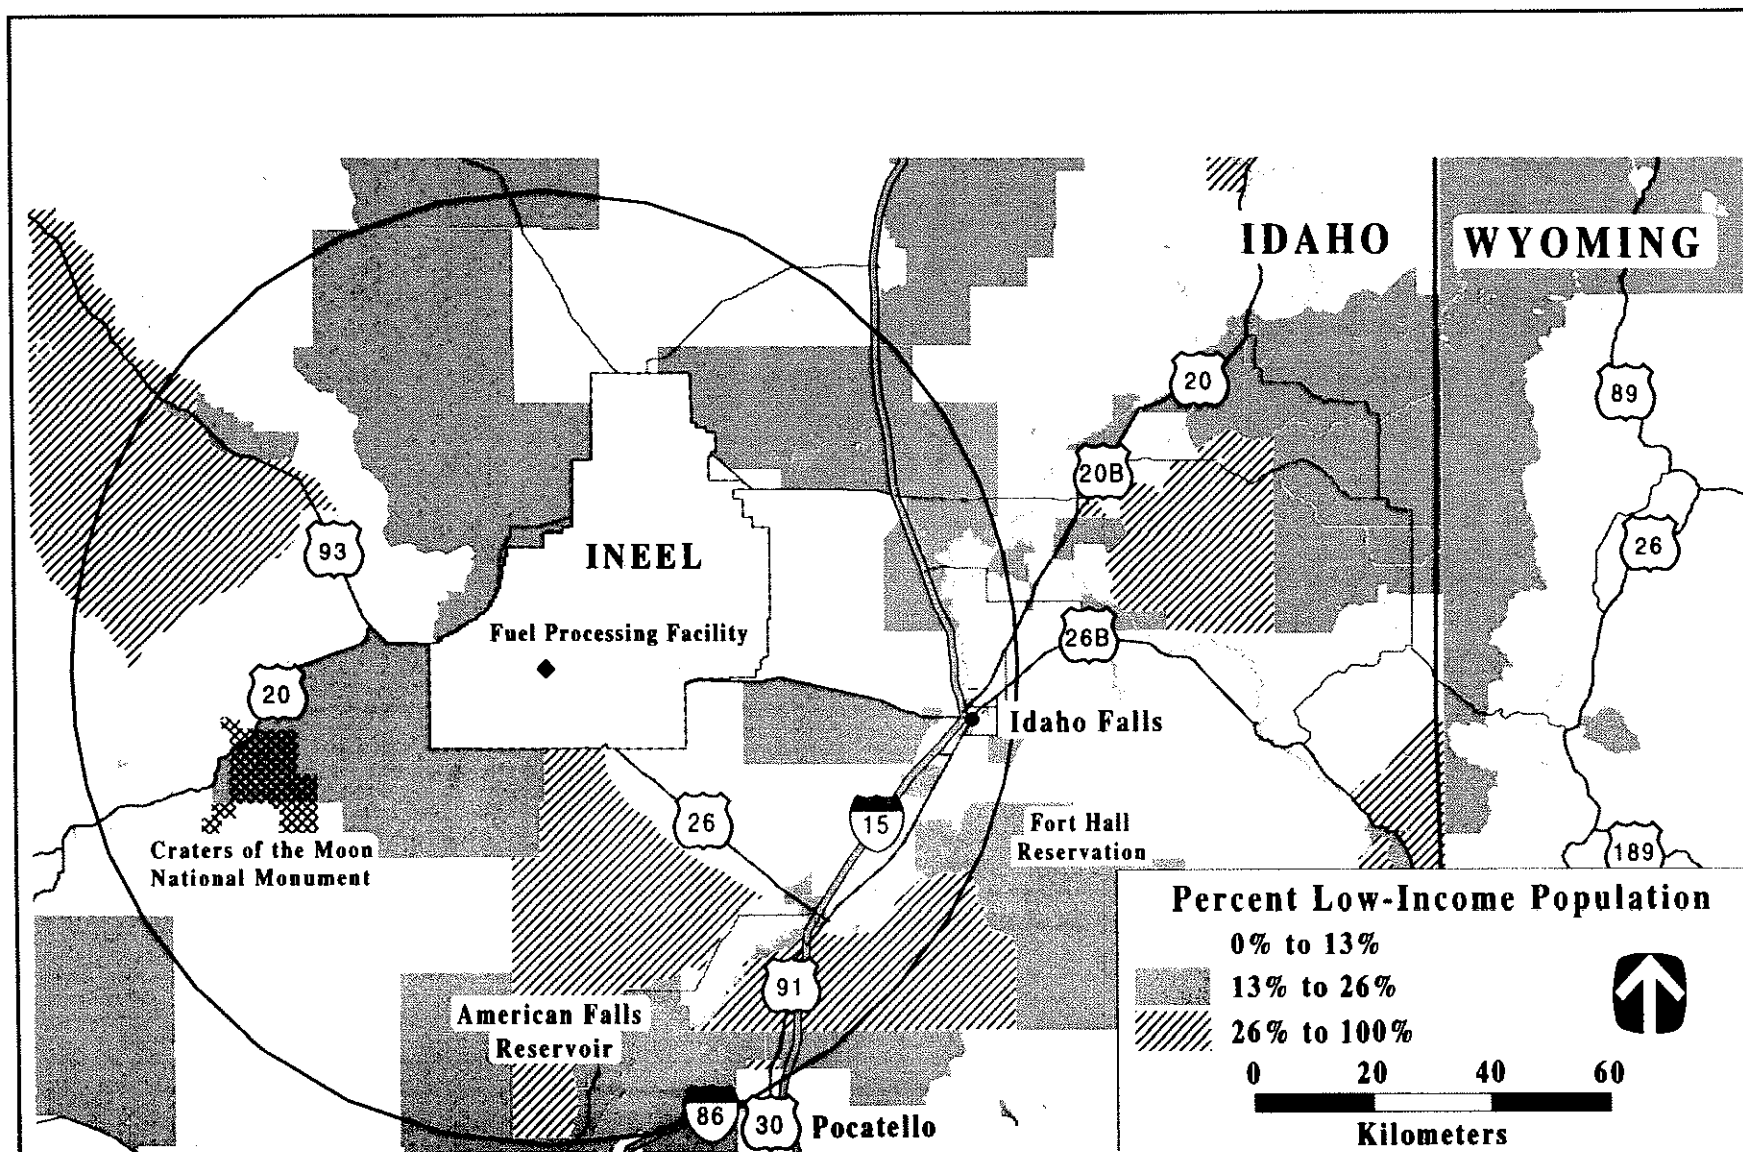 IDAHO
WYOMING
20
89
20B
93
INEEL
26
Fuel Processing Facility
26B
20
Idaho Falls
26
15
Fort Hall
Reservation
189
Craters of the Moon
National Monument
91
American Falls
Reservoir
86
30
Pocatello
Percent Low-Income Population
0% to 13%
13% to 26%
26% to 100%
0 20 40 60
Kilometers